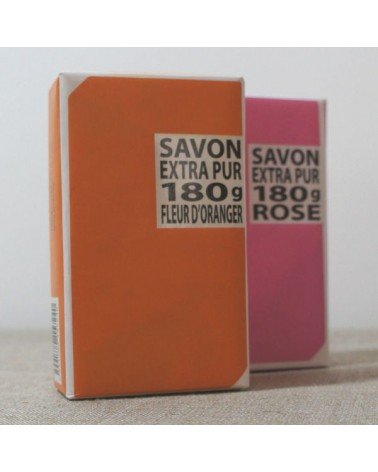 SAVON
EXTRA PUR
180g
FLEUR D'ORANGER
SAVON
EXTRA PUR
180g
ROSE